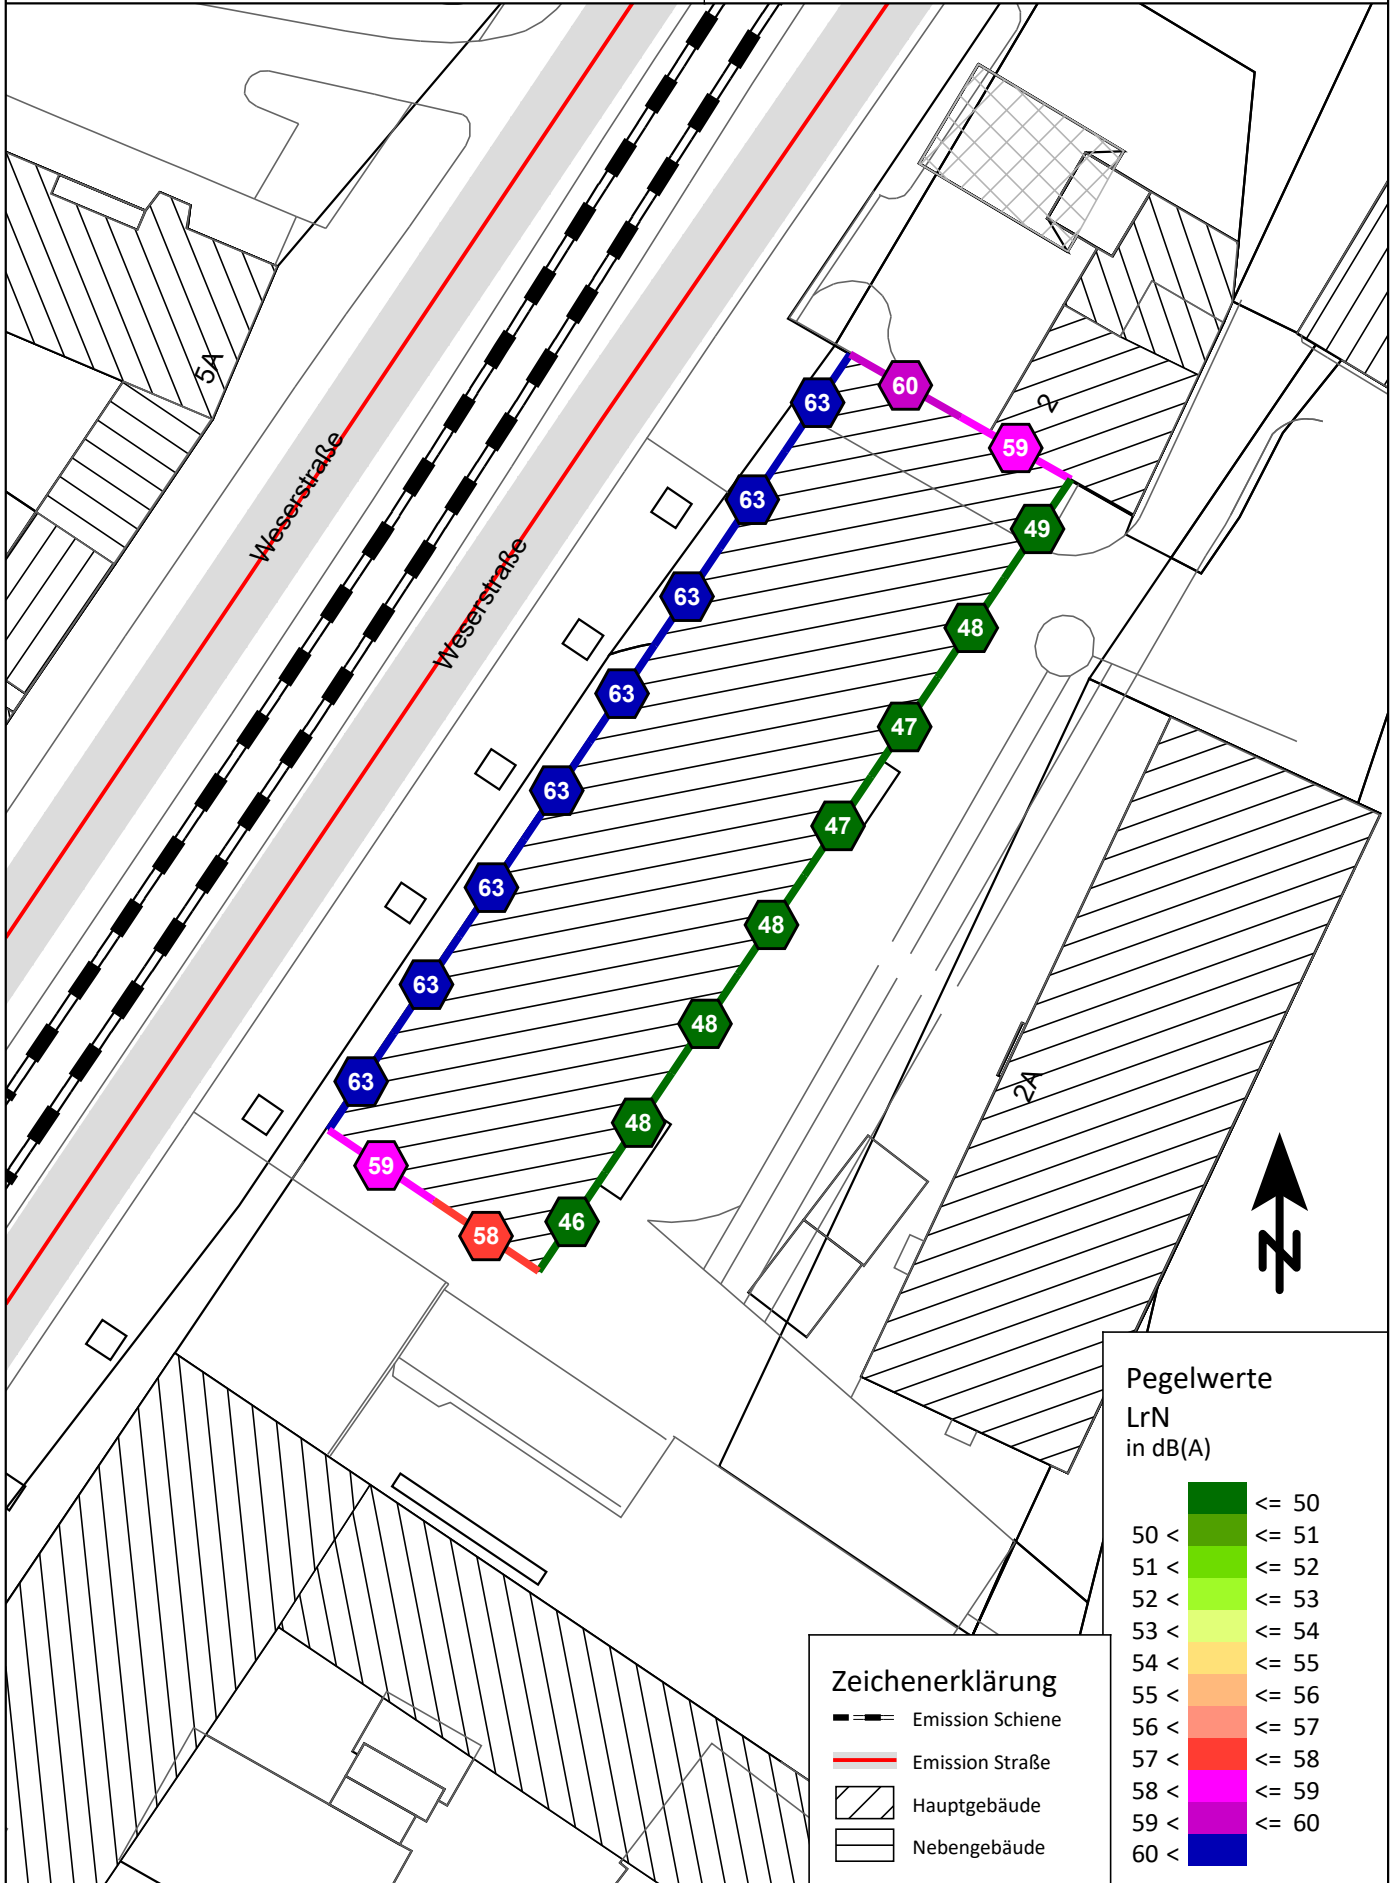 5A
Weserstraße
Weserstraße
2
60
63
59
63
49
63
48
63
47
63
47
63
48
63
48
63
48
59
46
58
2A
N
Pegelwerte
LrN
in dB(A)
<= 50
50 < <= 51
51 < <= 52
52 < <= 53
53 < <= 54
54 < <= 55
55 < <= 56
56 < <= 57
57 < <= 58
58 < <= 59
59 < <= 60
60 <
Zeichenerklärung
Emission Schiene
Emission Straße
Hauptgebäude
Nebengebäude